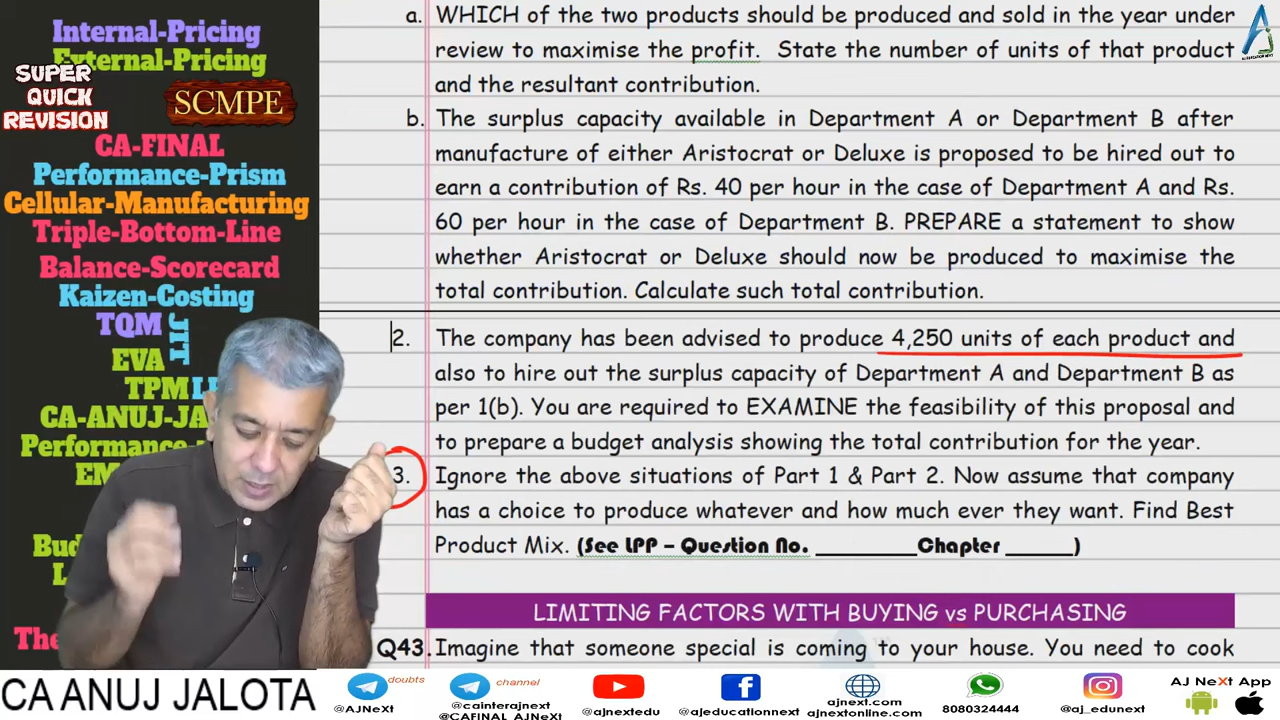 Internal-Pricing
External-Pricing
SUPER
QUICK
REVISION
SCMPE
CA-FINAL
Performance-Prism
Cellular-Manufacturing
Triple-Bottom-Line
Balance-Scorecard
Kaizen-Costing
TQM
JIT
EVA
TPM
CA-ANUJ-JA
Performance-
EM
Bud
L
The
a. WHICH of the two products should be produced and sold in the year under
review to maximise the profit. State the number of units of that product
and the resultant contribution.
b. The surplus capacity available in Department A or Department B after
manufacture of either Aristocrat or Deluxe is proposed to be hired out to
earn a contribution of Rs. 40 per hour in the case of Department A and Rs.
60 per hour in the case of Department B. PREPARE a statement to show
whether Aristocrat or Deluxe should now be produced to maximise the
total contribution. Calculate such total contribution.
2. The company has been advised to produce 4,250 units of each product and
also to hire out the surplus capacity of Department A and Department B as
per 1(b). You are required to EXAMINE the feasibility of this proposal and
to prepare a budget analysis showing the total contribution for the year.
3. Ignore the above situations of Part 1 & Part 2. Now assume that company
has a choice to produce whatever and how much ever they want. Find Best
Product Mix. (See LPP – Question No. ________Chapter _____)
LIMITING FACTORS WITH BUYING vs PURCHASING
Q43. Imagine that someone special is coming to your house. You need to cook
CA ANUJ JALOTA
doubts
@AJNeXt
channel
@cainterajnext
@CAFINAL_AJNeXt
@ajnextedu
@ajeducationnext
ajnext.com
ajnextonline.com
8080324444
@aj_edunext
AJ NeXt App